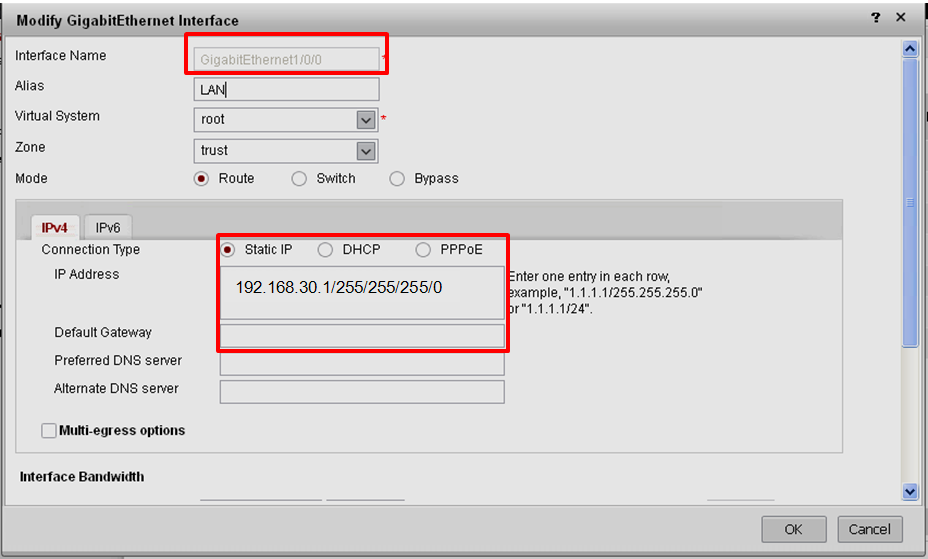 Modify GigabitEthernet Interface ? ×
Interface Name GigabitEthernet1/0/0 *
Alias LAN
Virtual System root *
Zone trust
Mode Route Switch Bypass
IPv4 IPv6
Connection Type Static IP DHCP PPPoE
IP Address 192.168.30.1/255/255/255/0
Enter one entry in each row,
example, "1.1.1.1/255.255.255.0"
or "1.1.1.1/24".
Default Gateway
Preferred DNS server
Alternate DNS server
Multi-egress options
Interface Bandwidth
OK Cancel